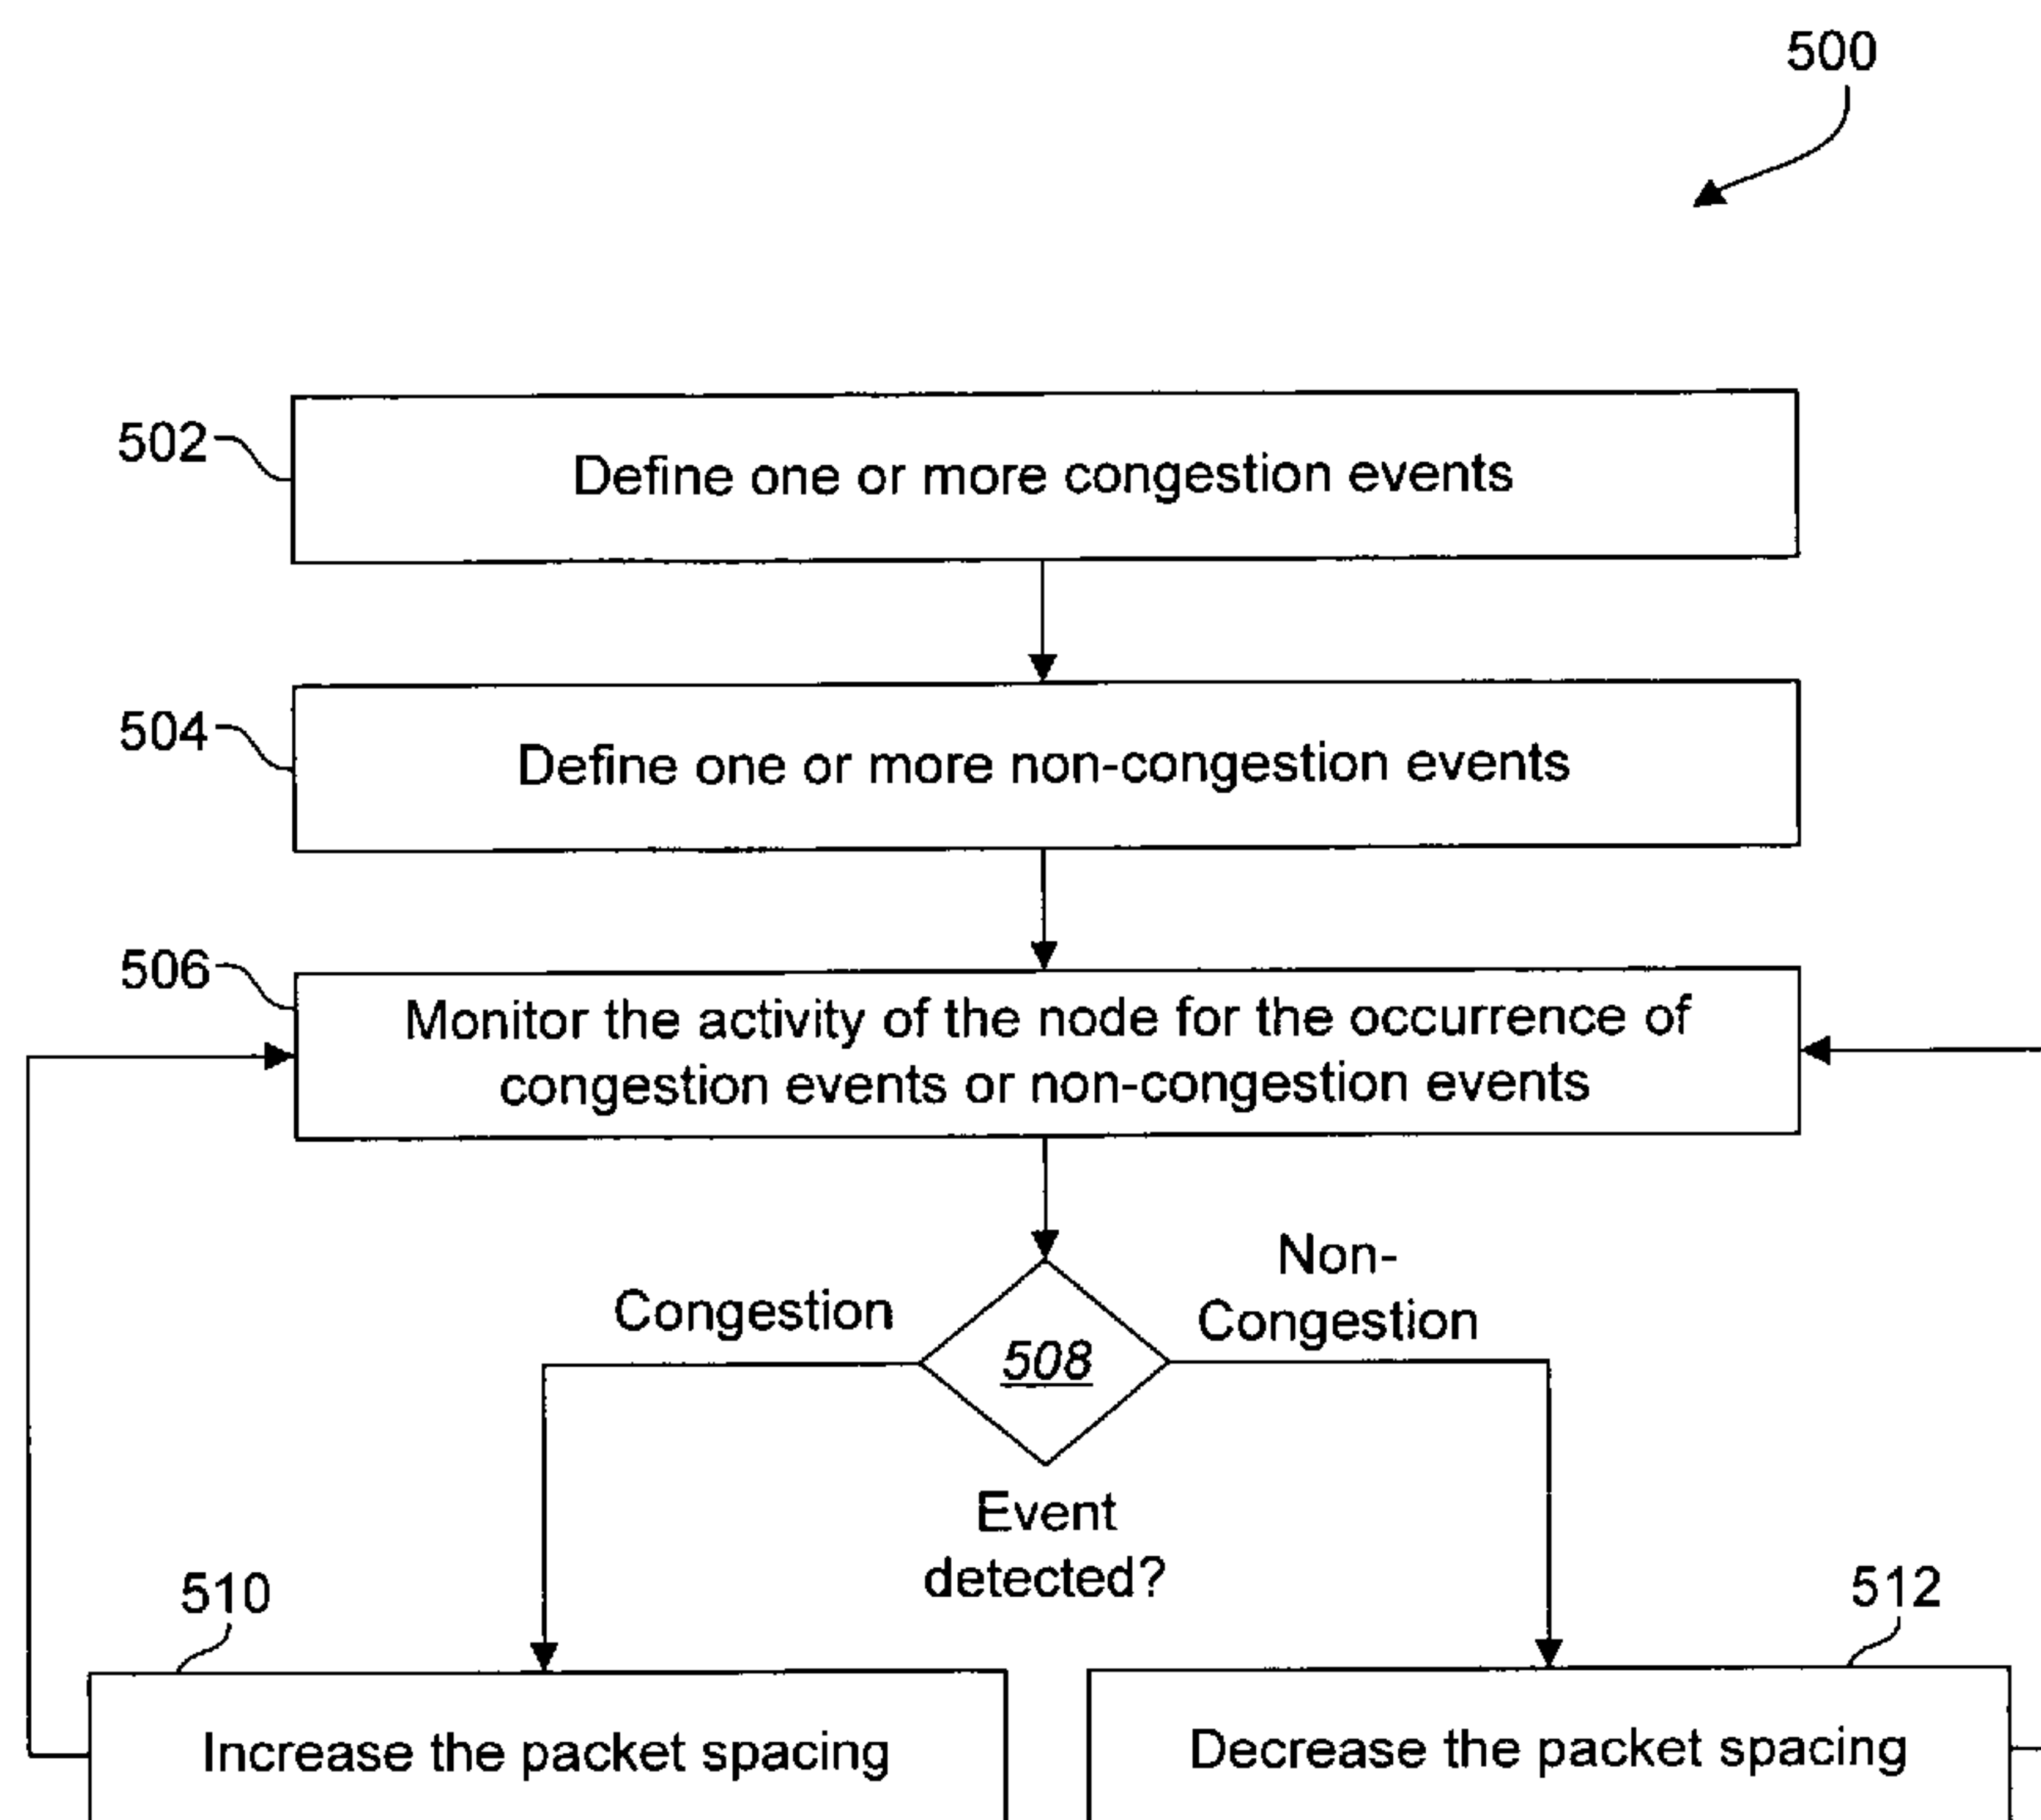 500
502
Define one or more congestion events
504
Define one or more non-congestion events
506
Monitor the activity of the node for the occurrence of
congestion events or non-congestion events
Non-
Congestion
Congestion
508
Event
detected?
510
512
Increase the packet spacing
Decrease the packet spacing